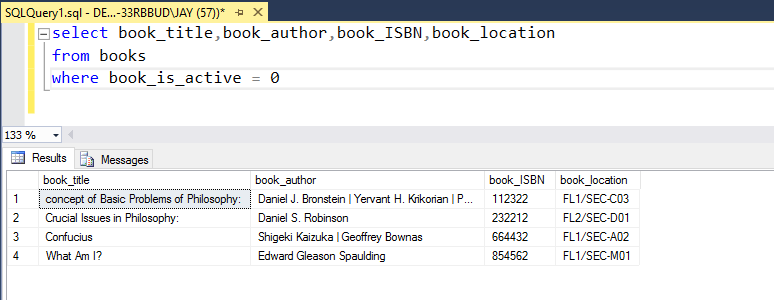 SQLQuery1.sql - DE...-33RBBUD\JAY (57))*
select book_title,book_author,book_ISBN,book_location
from books
where book_is_active = 0
133 %
Results Messages
book_title book_author book_ISBN book_location
1 concept of Basic Problems of Philosophy: Daniel J. Bronstein | Yervant H. Krikorian | P... 112322 FL1/SEC-C03
2 Crucial Issues in Philosophy: Daniel S. Robinson 232212 FL2/SEC-D01
3 Confucius Shigeki Kaizuka | Geoffrey Bownas 664432 FL1/SEC-A02
4 What Am I? Edward Gleason Spaulding 854562 FL1/SEC-M01